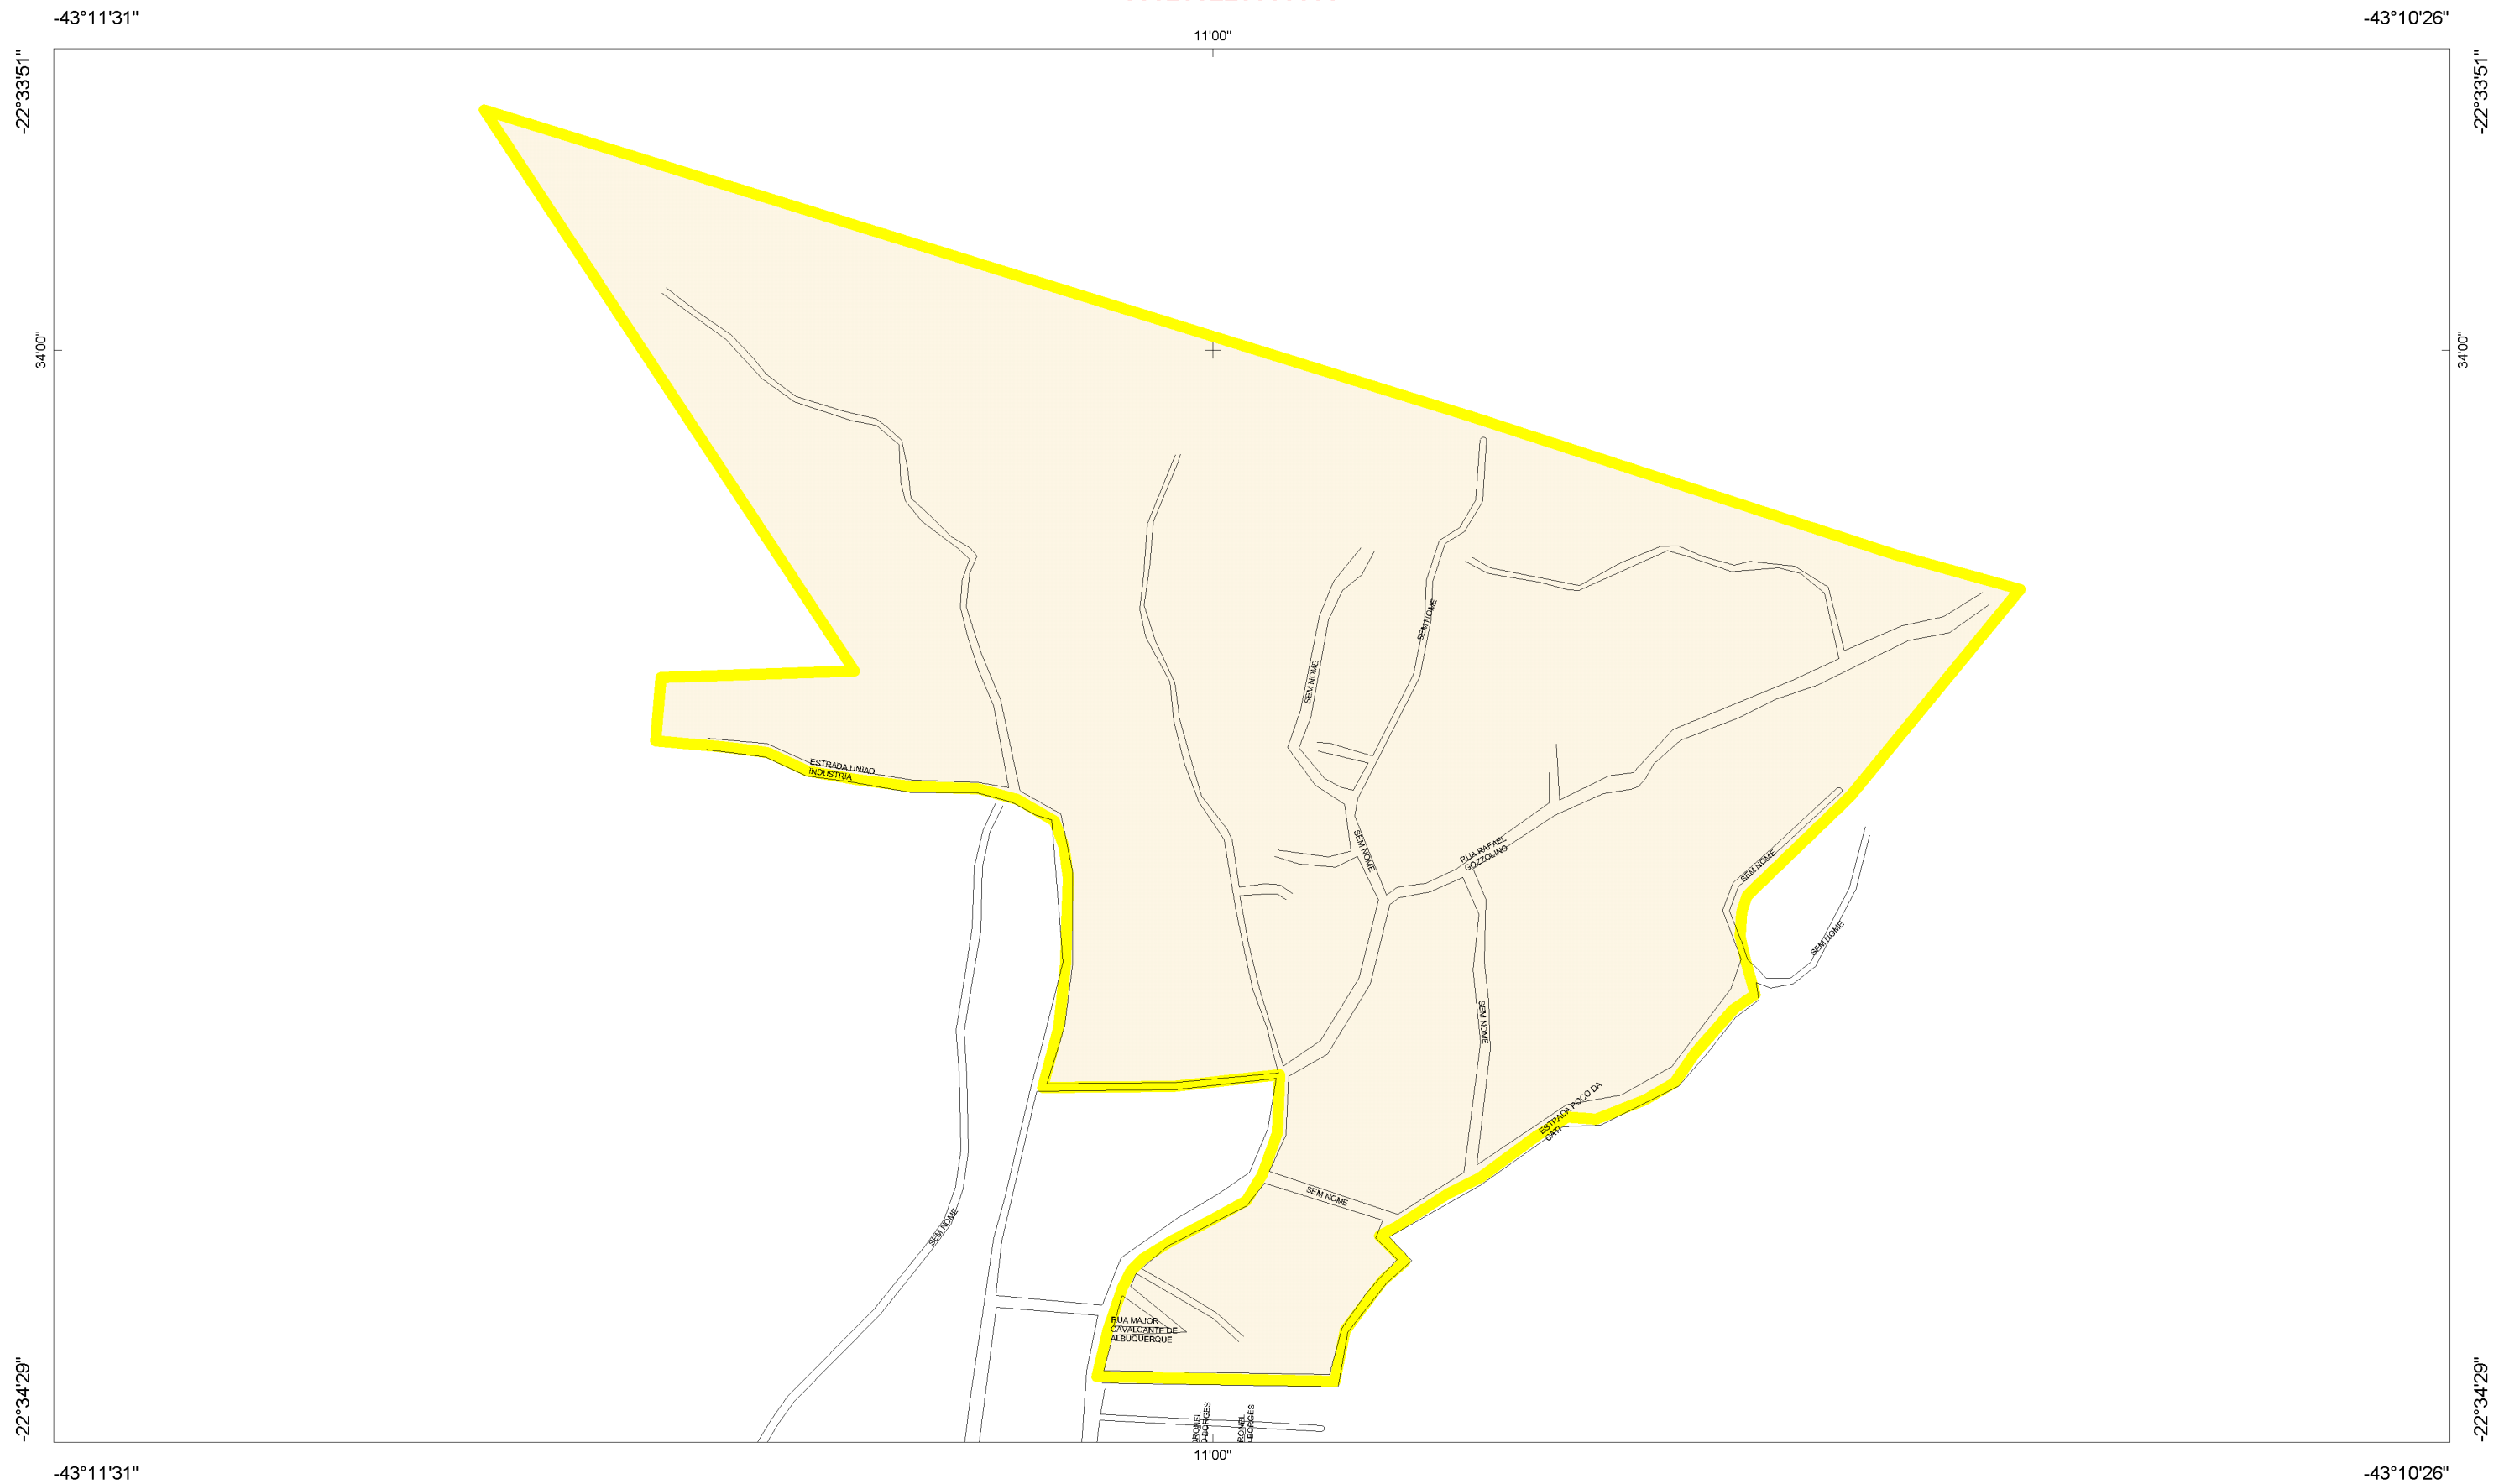 -43°11'31"
-43°10'26"
11'00"
-22°33'51"
-22°33'51"
34'00"
34'00"
SEM NOME
SEM NOME
ESTRADA UNIAO
INDUSTRIA
SEM NOME
RUA RAFAEL
GOZZOLINO
SEM NOME
SEM NOME
SEM NOME
ESTRADA POÇO DA
CATI
SEM NOME
SEM NOME
RUA MAJOR
CAVALCANTE DE
ALBUQUERQUE
BORGES
BORGES
-22°34'29"
-22°34'29"
11'00"
-43°11'31"
-43°10'26"